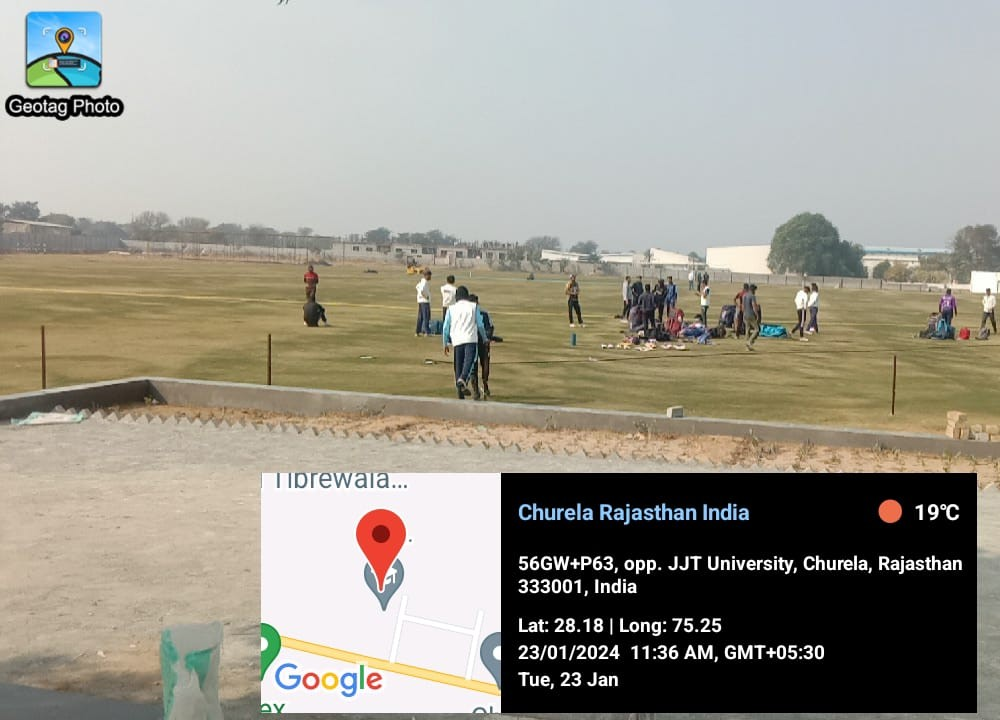 Geotag Photo
Tibrewala...
Google
Churela Rajasthan India
19°C
56GW+P63, opp. JJT University, Churela, Rajasthan
333001, India
Lat: 28.18 | Long: 75.25
23/01/2024 11:36 AM, GMT+05:30
Tue, 23 Jan